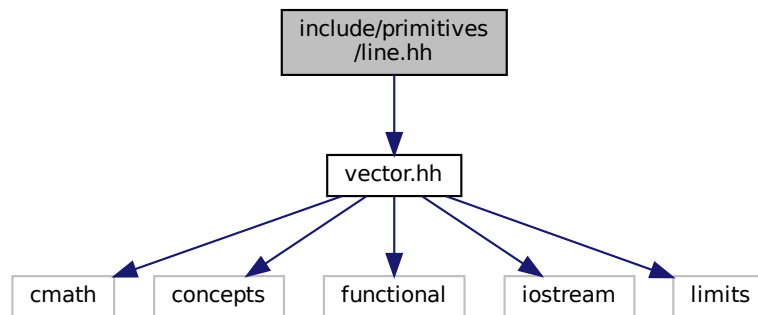 include/primitives
/line.hh
vector.hh
cmath
concepts
functional
iostream
limits